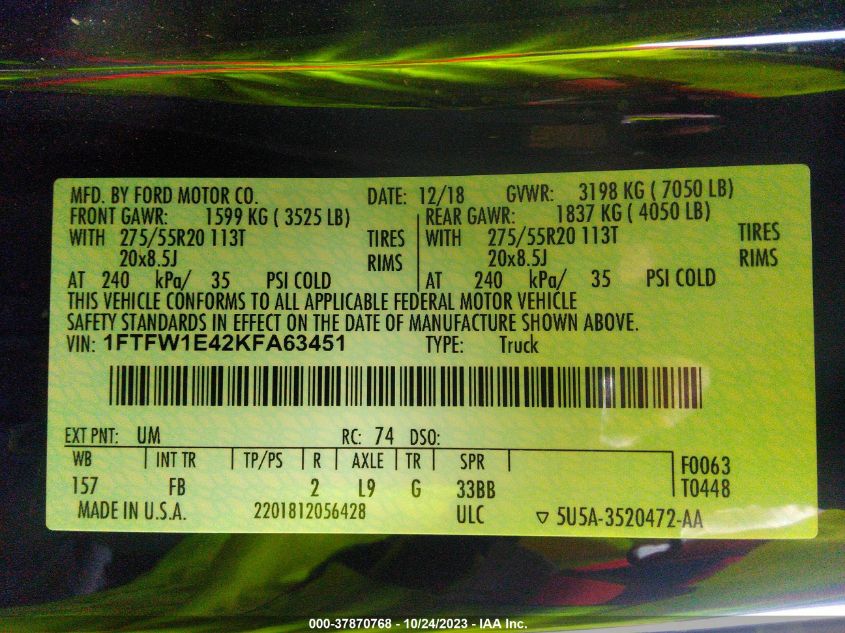 MFD. BY FORD MOTOR CO. DATE: 12/18 GVWR: 3198 KG ( 7050 LB)
FRONT GAWR: 1599 KG ( 3525 LB) REAR GAWR: 1837 KG ( 4050 LB)
WITH 275/55R20 113T TIRES WITH 275/55R20 113T TIRES
20x8.5J RIMS 20x8.5J RIMS
AT 240 kPa/ 35 PSI COLD AT 240 kPa/ 35 PSI COLD
THIS VEHICLE CONFORMS TO ALL APPLICABLE FEDERAL MOTOR VEHICLE
SAFETY STANDARDS IN EFFECT ON THE DATE OF MANUFACTURE SHOWN ABOVE.
VIN: 1FTFW1E42KFA63451 TYPE: Truck
EXT PNT: UM RC: 74 DSO:
WB INT TR TP/PS R AXLE TR SPR F0063
157 FB 2 L9 G 33BB T0448
MADE IN U.S.A. 2201812056428 ULC ▽ 5U5A-3520472-AA
000-37870768 - 10/24/2023 - IAA Inc.